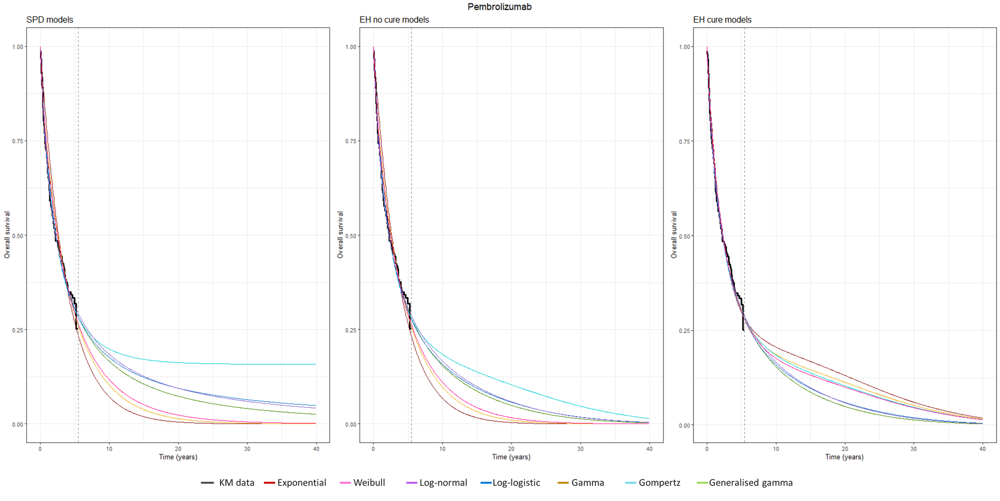 Pembrolizumab
SPD models
EH no cure models
EH cure models
Overall survival
1.00
0.75
0.50
0.25
0.00
0 10 20 30 40
Time (years)
Overall survival
1.00
0.75
0.50
0.25
0.00
0 10 20 30 40
Time (years)
Overall survival
1.00
0.75
0.50
0.25
0.00
0 10 20 30 40
Time (years)
KM data Exponential Weibull Log-normal Log-logistic Gamma Gompertz Generalised gamma